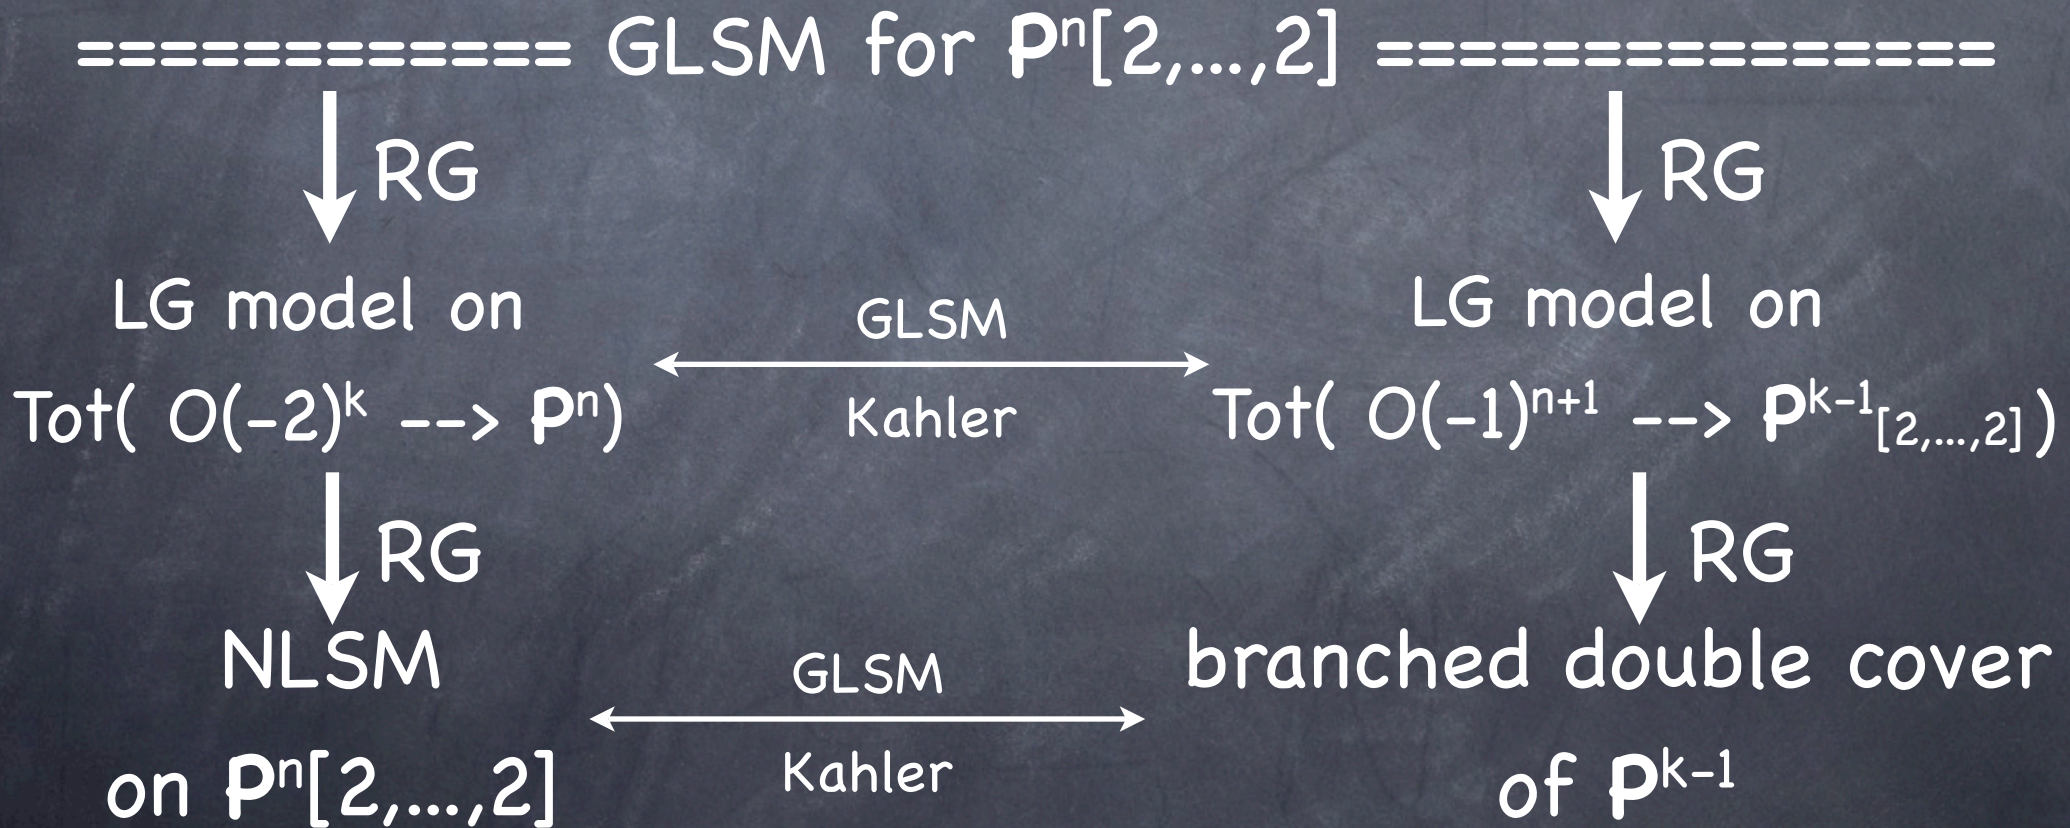 ============ GLSM for Pⁿ[2,...,2] ===============
RG RG
LG model on GLSM LG model on
Tot( O(-2)ᵏ --> Pⁿ) Kahler Tot( O(-1)ⁿ⁺¹ --> Pᵏ⁻¹[2,...,2] )
RG RG
NLSM GLSM branched double cover
on Pⁿ[2,...,2] Kahler of Pᵏ⁻¹